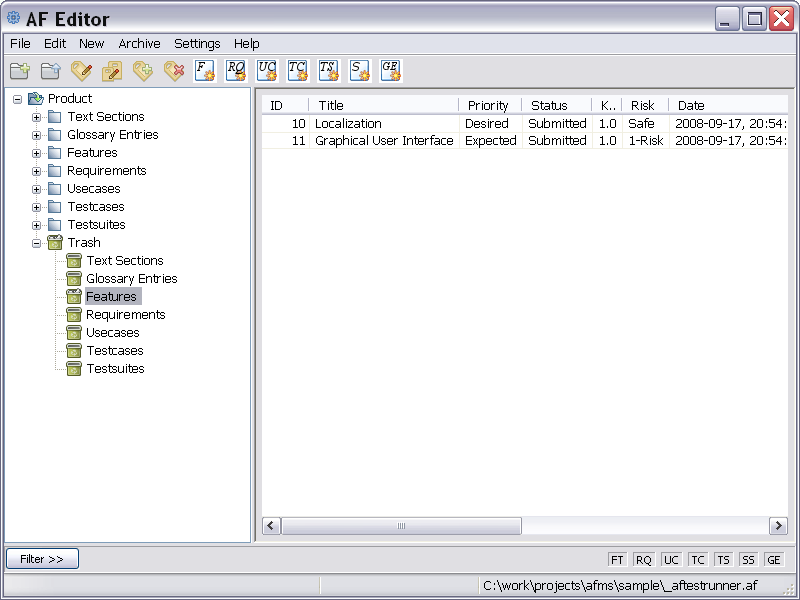 AF Editor
File Edit New Archive Settings Help
F RQ UC TC TS S GE
Product
Text Sections
Glossary Entries
Features
Requirements
Usecases
Testcases
Testsuites
Trash
Text Sections
Glossary Entries
Features
Requirements
Usecases
Testcases
Testsuites
ID Title Priority Status K.. Risk Date
10 Localization Desired Submitted 1.0 Safe 2008-09-17, 20:54:
11 Graphical User Interface Expected Submitted 1.0 1-Risk 2008-09-17, 20:54:
Filter >> FT RQ UC TC TS SS GE
C:\work\projects\afms\sample\_aftestrunner.af